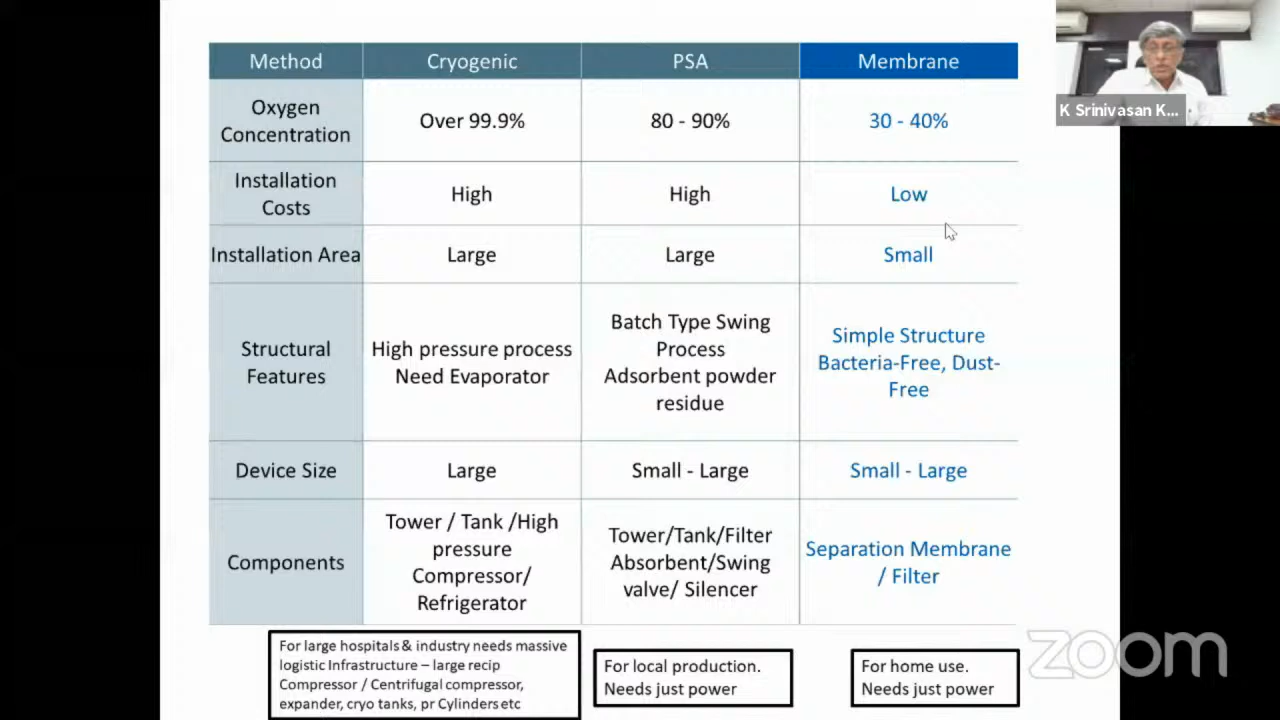 Method Cryogenic PSA Membrane
Oxygen
Concentration
Over 99.9%
80 - 90%
30 - 40%
Installation
Costs
High
High
Low
Installation Area
Large
Large
Small
Structural
Features
High pressure process
Need Evaporator
Batch Type Swing
Process
Adsorbent powder
residue
Simple Structure
Bacteria-Free, Dust-
Free
Device Size
Large
Small - Large
Small - Large
Components
Tower / Tank /High
pressure
Compressor/
Refrigerator
Tower/Tank/Filter
Absorbent/Swing
valve/ Silencer
Separation Membrane
/ Filter
For large hospitals & industry needs massive
logistic Infrastructure – large recip
Compressor / Centrifugal compressor,
expander, cryo tanks, pr Cylinders etc
For local production.
Needs just power
For home use.
Needs just power
K Srinivasan K...
zoom